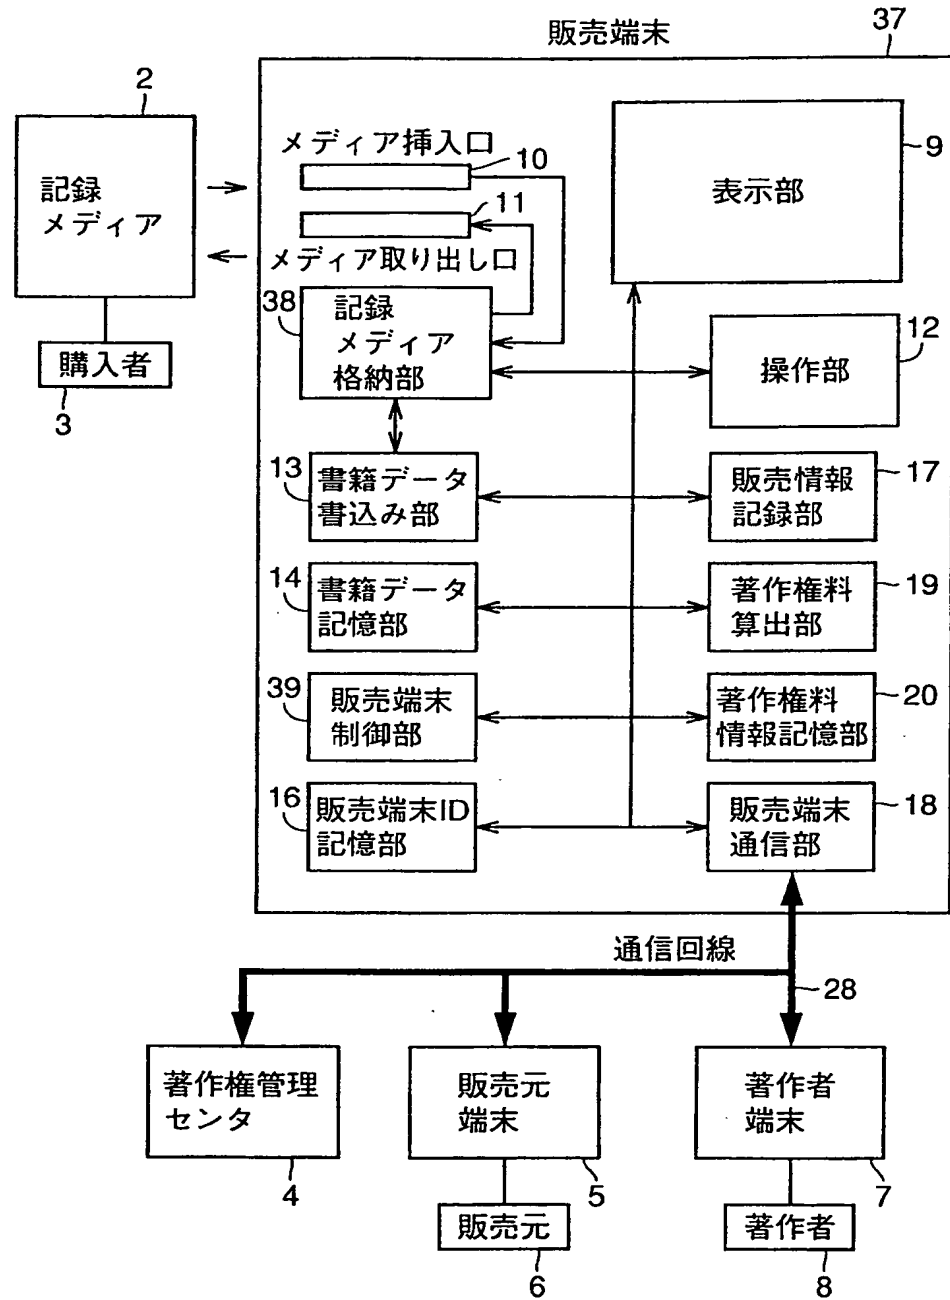 販売端末
37
2
記録
メディア
購入者
3
メディア挿入口
10
11
メディア取り出し口
表示部
9
38
記録
メディア
格納部
操作部
12
13
書籍データ
書込み部
販売情報
記録部
17
14
書籍データ
記憶部
著作権料
算出部
19
39
販売端末
制御部
著作権料
情報記憶部
20
16
販売端末ID
記憶部
販売端末
通信部
18
通信回線
28
著作権管理
センタ
4
販売元
端末
5
販売元
6
著作者
端末
7
著作者
8